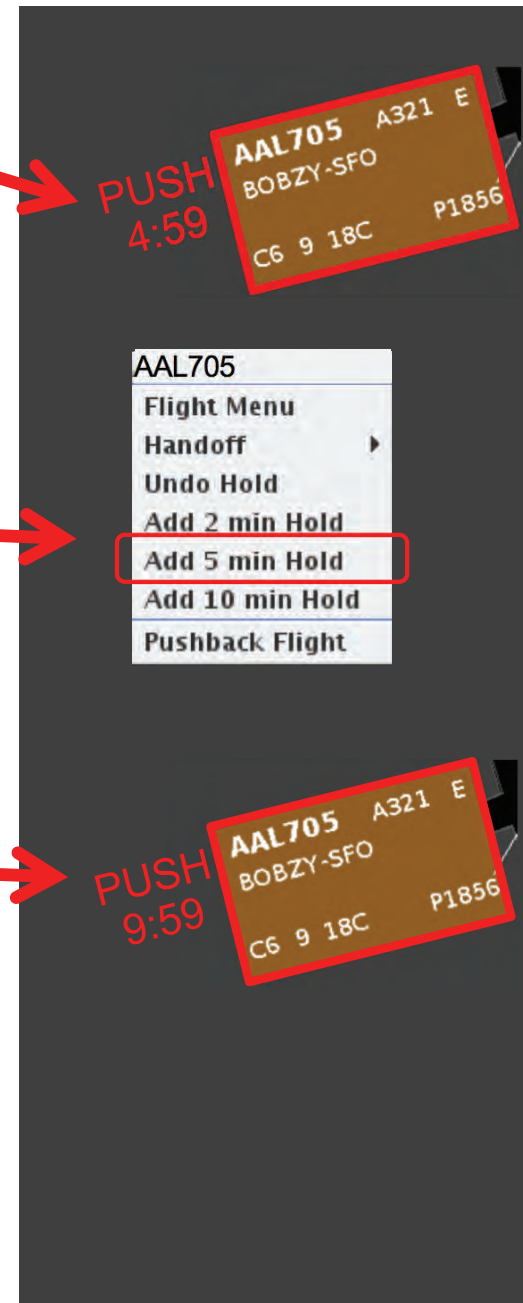 PUSH
4:59
AAL705 A321 E
BOBZY-SFO
C6 9 18C P1856
AAL705
Flight Menu
Handoff
Undo Hold
Add 2 min Hold
Add 5 min Hold
Add 10 min Hold
Pushback Flight
PUSH
9:59
AAL705 A321 E
BOBZY-SFO
C6 9 18C P1856